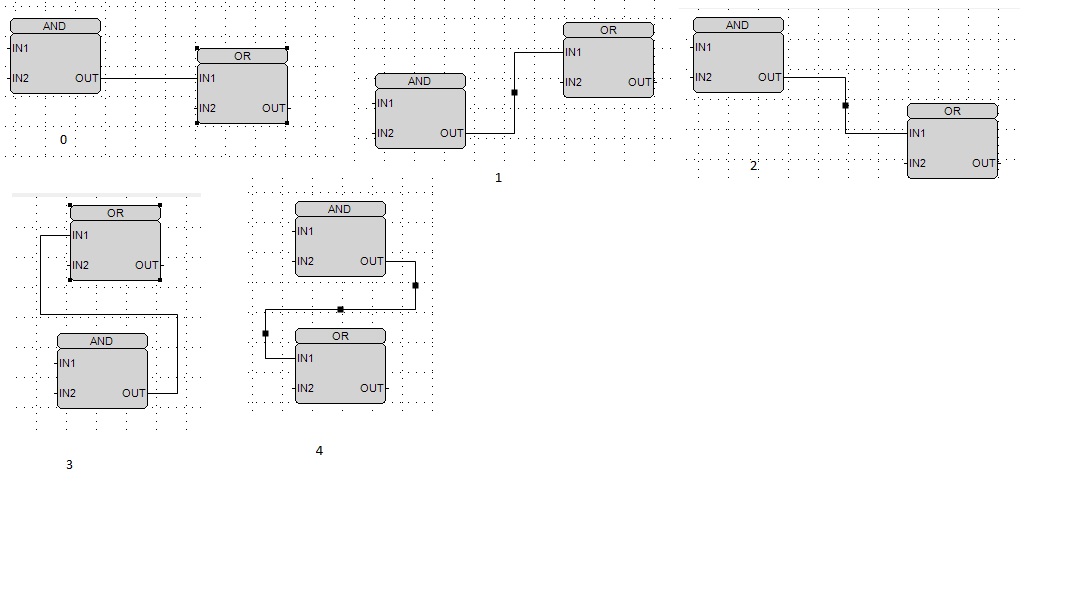 AND
IN1
IN2 OUT
OR
IN1
IN2 OUT
0
OR
IN1
IN2 OUT
AND
IN1
IN2 OUT
1
AND
IN1
IN2 OUT
OR
IN1
IN2 OUT
2
OR
IN1
IN2 OUT
AND
IN1
IN2 OUT
3
AND
IN1
IN2 OUT
OR
IN1
IN2 OUT
4